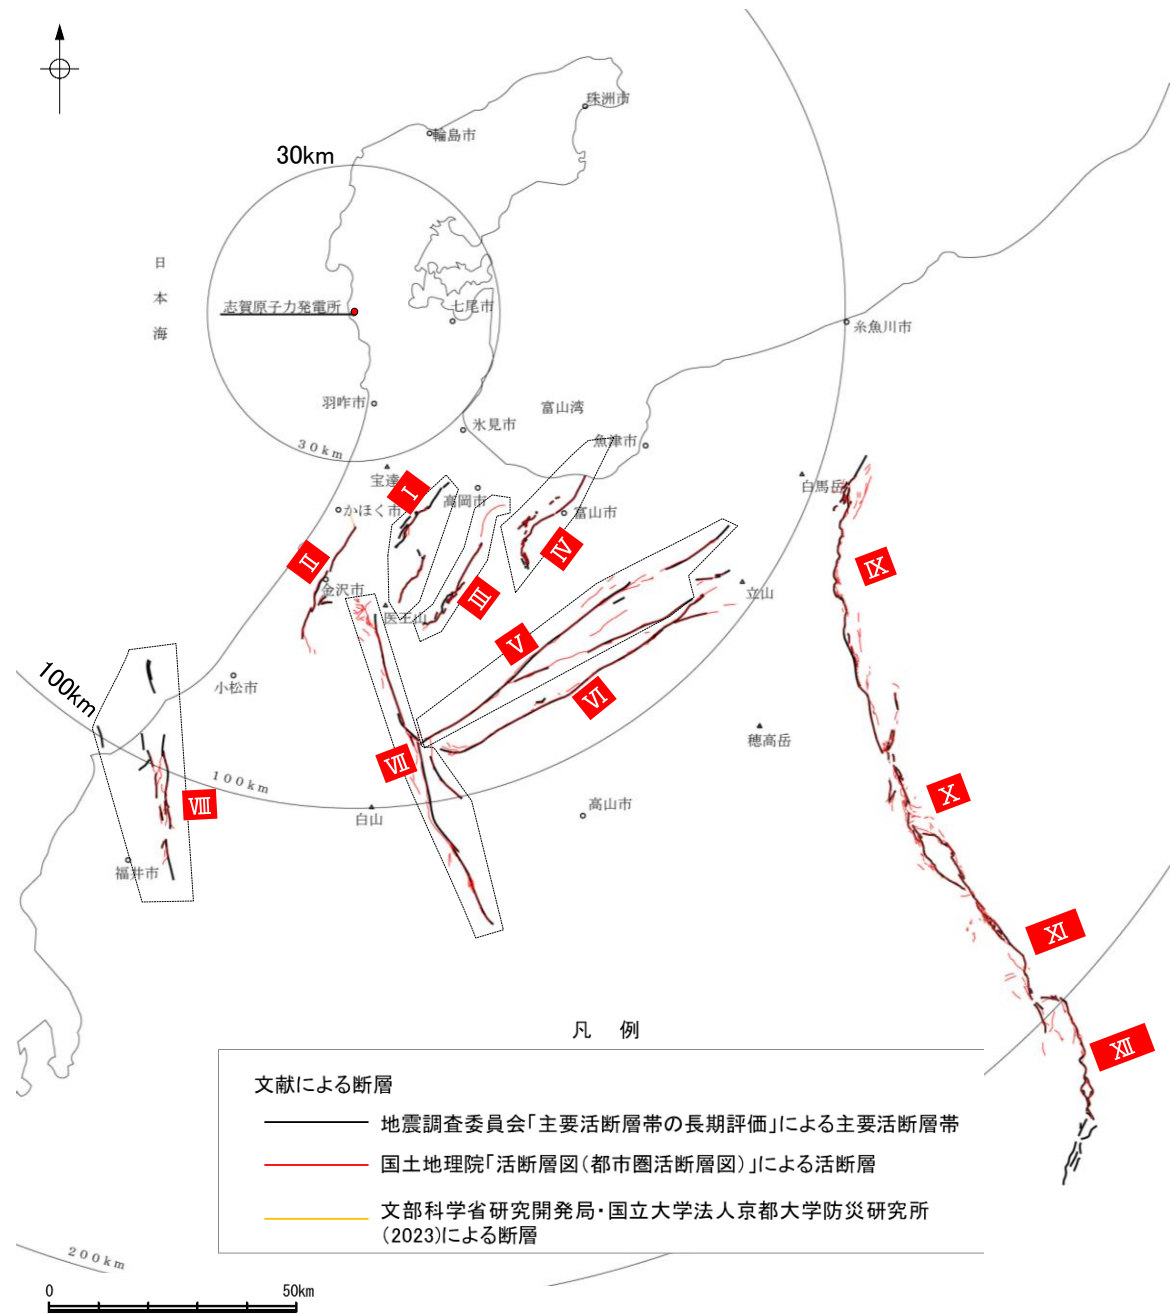 珠洲市
輪島市
30km
日本海
志賀原子力発電所
七尾市
糸魚川市
羽咋市
富山湾
氷見市
魚津市
30km
宝達
白馬岳
I
高岡市
かほく市
富山市
IV
II
金沢市
III
IX
立山
医王山
V
100km
小松市
VI
穂高岳
VII
100km
X
VIII
白山
高山市
福井市
XI
凡 例
XII
文献による断層
地震調査委員会「主要活断層帯の長期評価」による主要活断層帯
国土地理院「活断層図(都市圏活断層図)」による活断層
文部科学省研究開発局・国立大学法人京都大学防災研究所
(2023)による断層
200km
0 50km